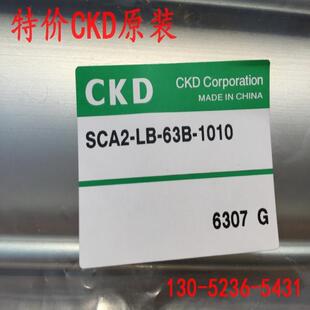 特价CKD原装
CKD
CKD Corporation
MADE IN CHINA
SCA2-LB-63B-1010
6307 G
130-5236-5431